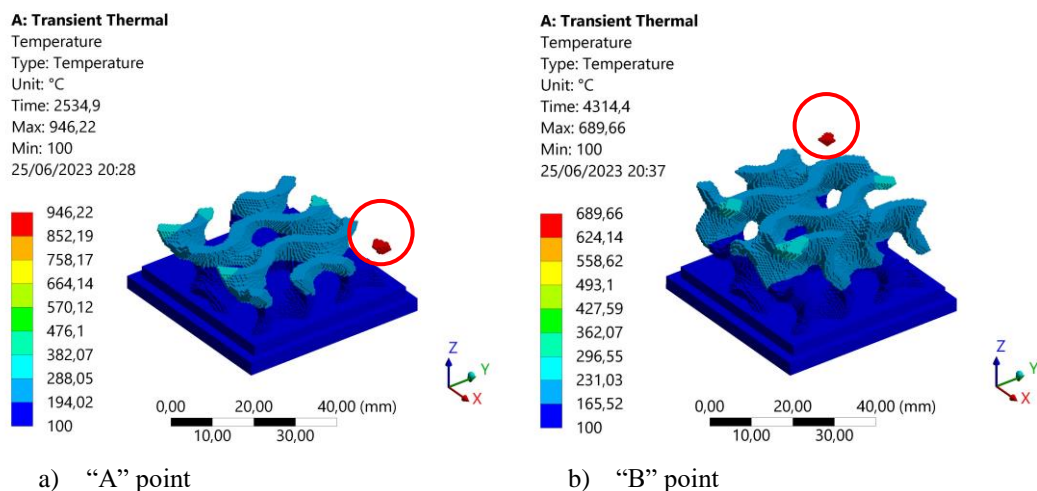 A: Transient Thermal
Temperature
Type: Temperature
Unit: °C
Time: 2534,9
Max: 946,22
Min: 100
25/06/2023 20:28
946,22
852,19
758,17
664,14
570,12
476,1
382,07
288,05
194,02
100
0,00 20,00 40,00 (mm)
10,00 30,00
Z
Y
X
a) “A” point
A: Transient Thermal
Temperature
Type: Temperature
Unit: °C
Time: 4314,4
Max: 689,66
Min: 100
25/06/2023 20:37
689,66
624,14
558,62
493,1
427,59
362,07
296,55
231,03
165,52
100
0,00 20,00 40,00 (mm)
10,00 30,00
Z
Y
X
b) “B” point